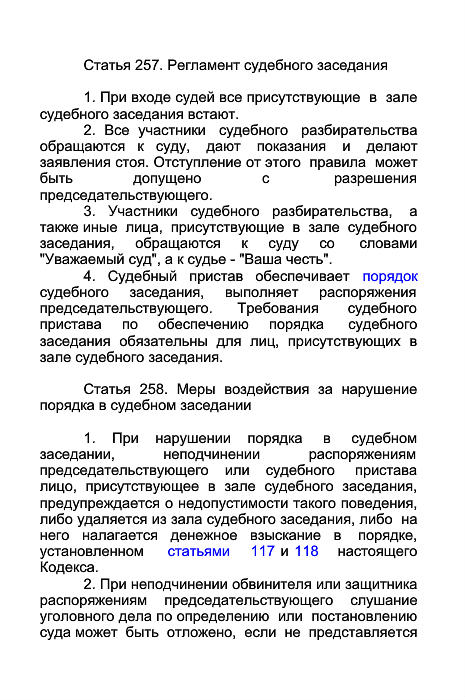 Статья 257. Регламент судебного заседания
1. При входе судей все присутствующие в зале
судебного заседания встают.
2. Все участники судебного разбирательства
обращаются к суду, дают показания и делают
заявления стоя. Отступление от этого правила может
быть допущено с разрешения
председательствующего.
3. Участники судебного разбирательства, а
также иные лица, присутствующие в зале судебного
заседания, обращаются к суду со словами
"Уважаемый суд", а к судье - "Ваша честь".
4. Судебный пристав обеспечивает порядок
судебного заседания, выполняет распоряжения
председательствующего. Требования судебного
пристава по обеспечению порядка судебного
заседания обязательны для лиц, присутствующих в
зале судебного заседания.
Статья 258. Меры воздействия за нарушение
порядка в судебном заседании
1. При нарушении порядка в судебном
заседании, неподчинении распоряжениям
председательствующего или судебного пристава
лицо, присутствующее в зале судебного заседания,
предупреждается о недопустимости такого поведения,
либо удаляется из зала судебного заседания, либо на
него налагается денежное взыскание в порядке,
установленном статьями 117 и 118 настоящего
Кодекса.
2. При неподчинении обвинителя или защитника
распоряжениям председательствующего слушание
уголовного дела по определению или постановлению
суда может быть отложено, если не представляется